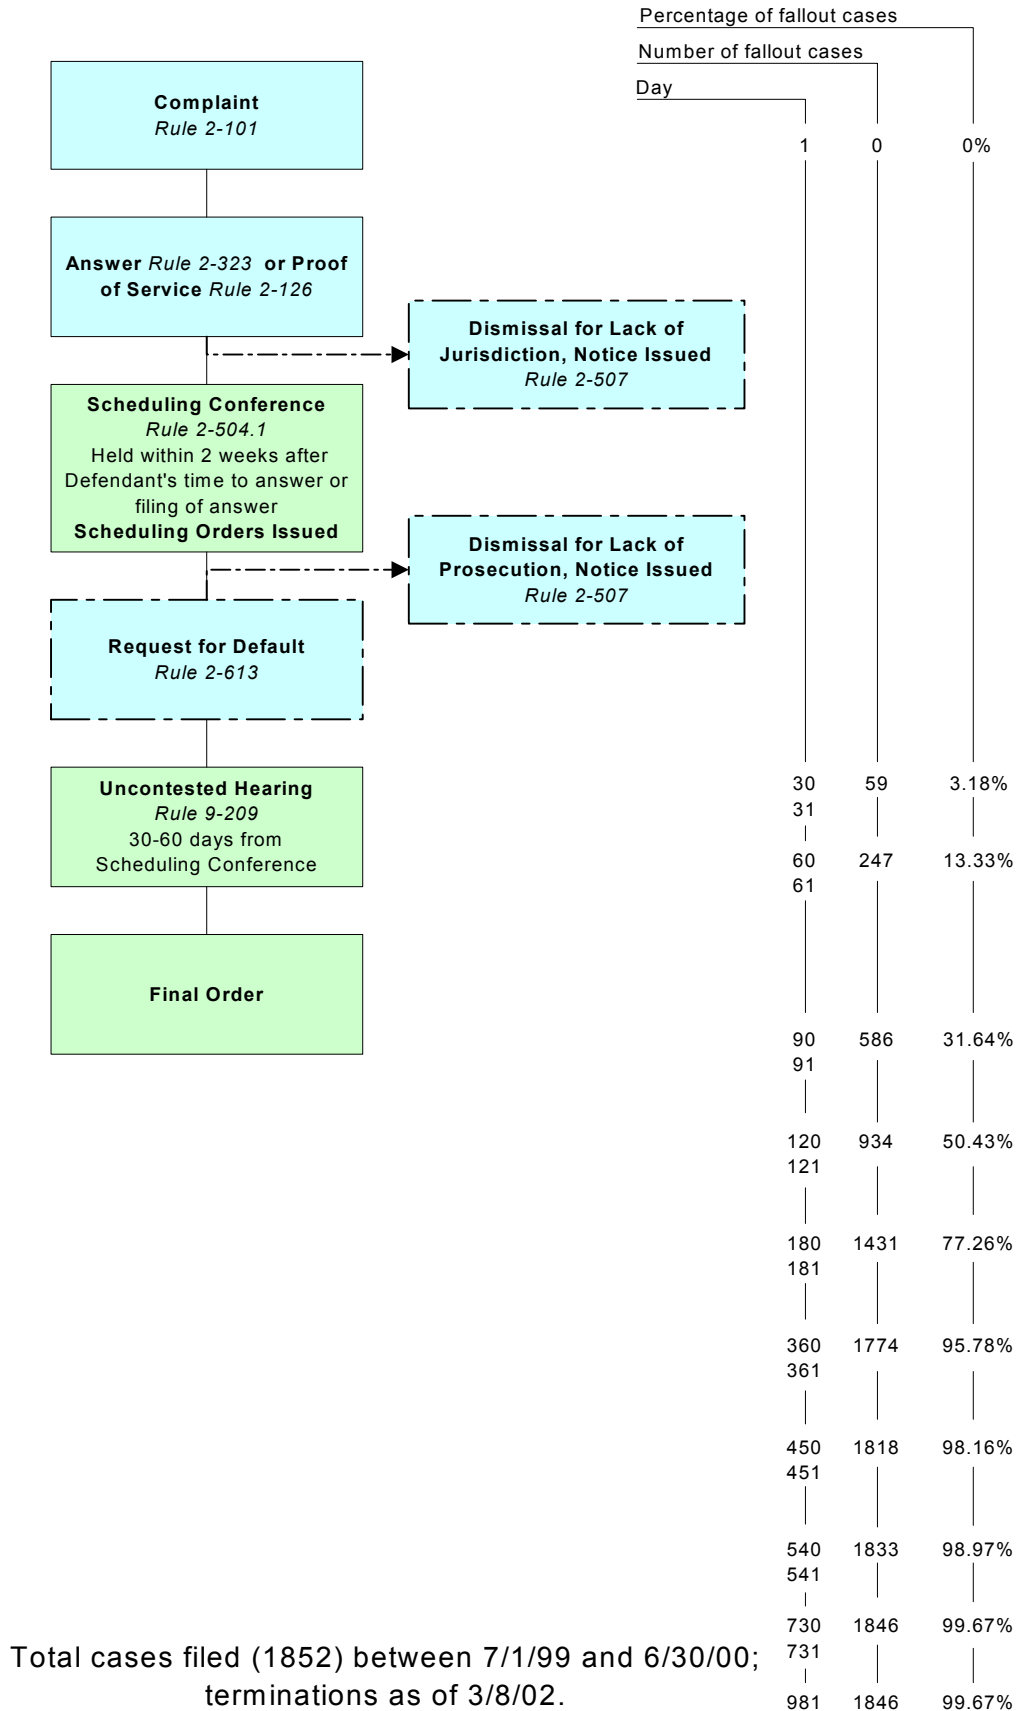 Percentage of fallout cases
Number of fallout cases
Day
1 0 0%
Complaint
Rule 2-101
Answer Rule 2-323 or Proof
of Service Rule 2-126
Dismissal for Lack of
Jurisdiction, Notice Issued
Rule 2-507
Scheduling Conference
Rule 2-504.1
Held within 2 weeks after
Defendant's time to answer or
filing of answer
Scheduling Orders Issued
Dismissal for Lack of
Prosecution, Notice Issued
Rule 2-507
Request for Default
Rule 2-613
Uncontested Hearing
Rule 9-209
30-60 days from
Scheduling Conference
Final Order
30 59 3.18%
31
60 247 13.33%
61
90 586 31.64%
91
120 934 50.43%
121
180 1431 77.26%
181
360 1774 95.78%
361
450 1818 98.16%
451
540 1833 98.97%
541
730 1846 99.67%
731
981 1846 99.67%
Total cases filed (1852) between 7/1/99 and 6/30/00;
terminations as of 3/8/02.